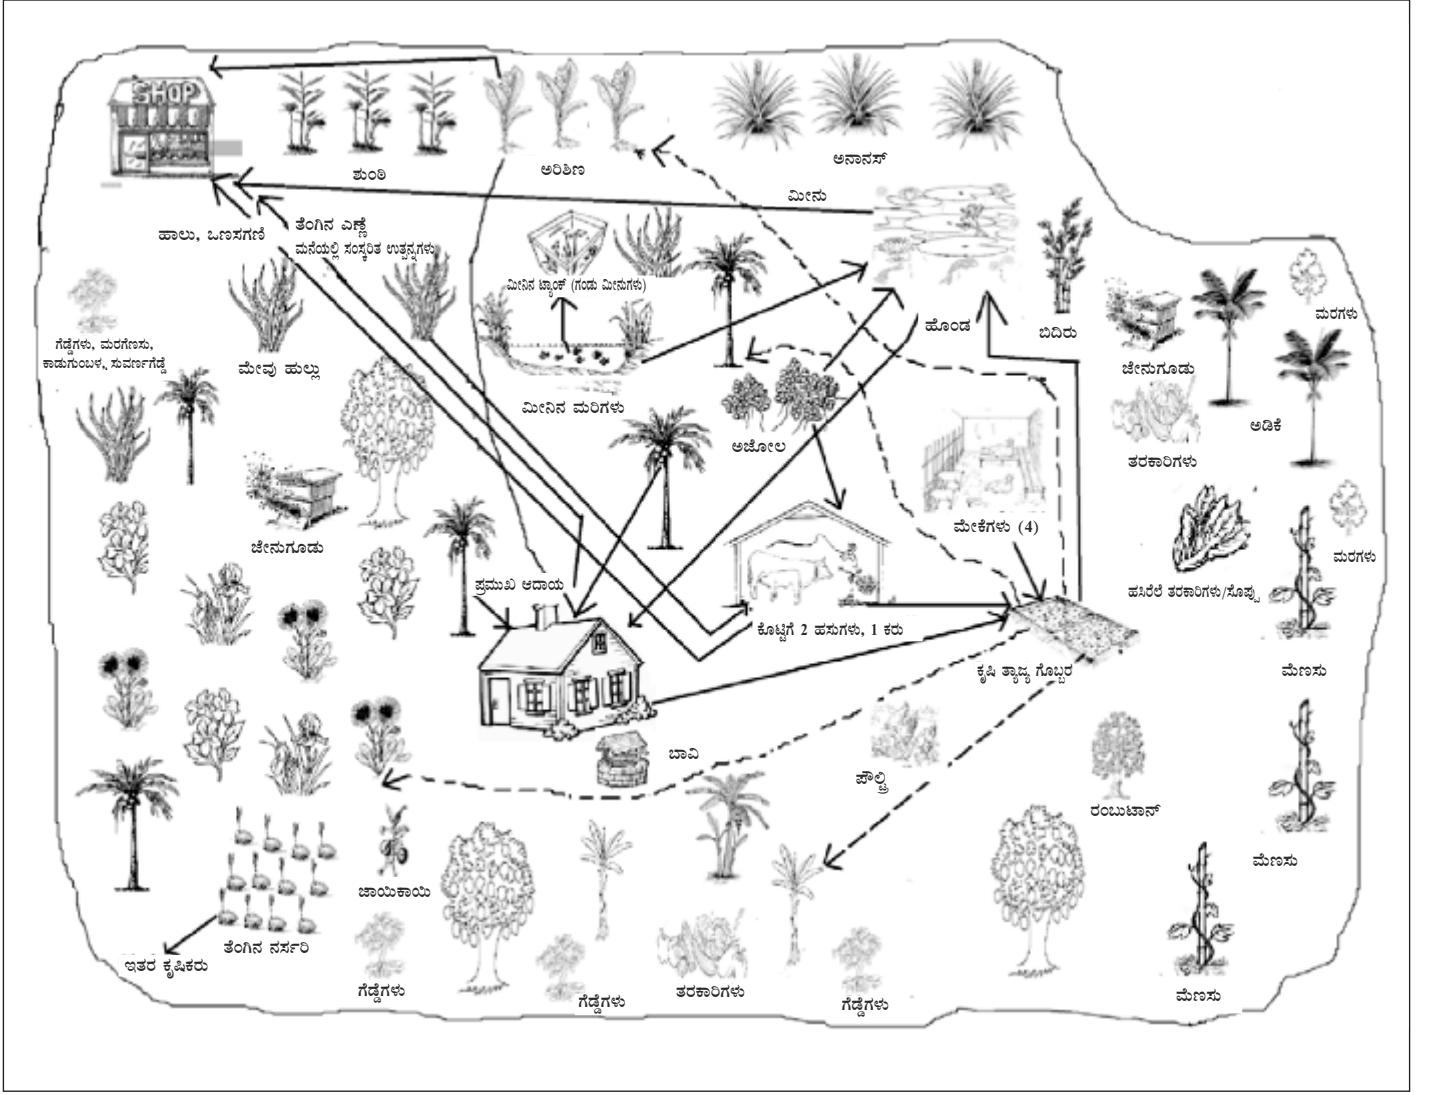 SHOP
ಶುಂಠಿ
ಅರಿಶಿಣ
ಅನಾನಸ್
ಮೀನು
ಹಾಲು, ಒಣಸಗಣಿ
ತೆಂಗಿನ ಎಣ್ಣೆ
ಮನೆಯಲ್ಲಿ ಸಂಸ್ಕರಿತ ಉತ್ಪನ್ನಗಳು
ಮೀನಿನ ಟ್ಯಾಂಕ್ (ಗಂಡು ಮೀನುಗಳು)
ಹೊಂಡ
ಬಿದಿರು
ಮರಗಳು
ಗೆಡ್ಡೆಗಳು, ಮರಗೆಣಸು,
ಕಾಡುಗುಂಬಳ, ಸುವರ್ಣಗೆಡ್ಡೆ
ಮೇವು ಹುಲ್ಲು
ಜೇನುಗೂಡು
ಮೀನಿನ ಮರಿಗಳು
ಅಜೋಲ
ಅಡಿಕೆ
ತರಕಾರಿಗಳು
ಮೇಕೆಗಳು (4)
ಜೇನುಗೂಡು
ಮರಗಳು
ಪ್ರಮುಖ ಆದಾಯ
ಹಸಿರೆಲೆ ತರಕಾರಿಗಳು/ಸೊಪ್ಪು
ಕೊಟ್ಟಿಗೆ 2 ಹಸುಗಳು, 1 ಕರು
ಕೃಷಿ ತ್ಯಾಜ್ಯ ಗೊಬ್ಬರ
ಮೆಣಸು
ಬಾವಿ
ಪೌಲ್ಟ್ರಿ
ರಂಬುಟಾನ್
ಮೆಣಸು
ಜಾಯಿಕಾಯಿ
ತೆಂಗಿನ ನರ್ಸರಿ
ಇತರ ಕೃಷಿಕರು
ಗೆಡ್ಡೆಗಳು
ಗೆಡ್ಡೆಗಳು
ತರಕಾರಿಗಳು
ಗೆಡ್ಡೆಗಳು
ಮೆಣಸು